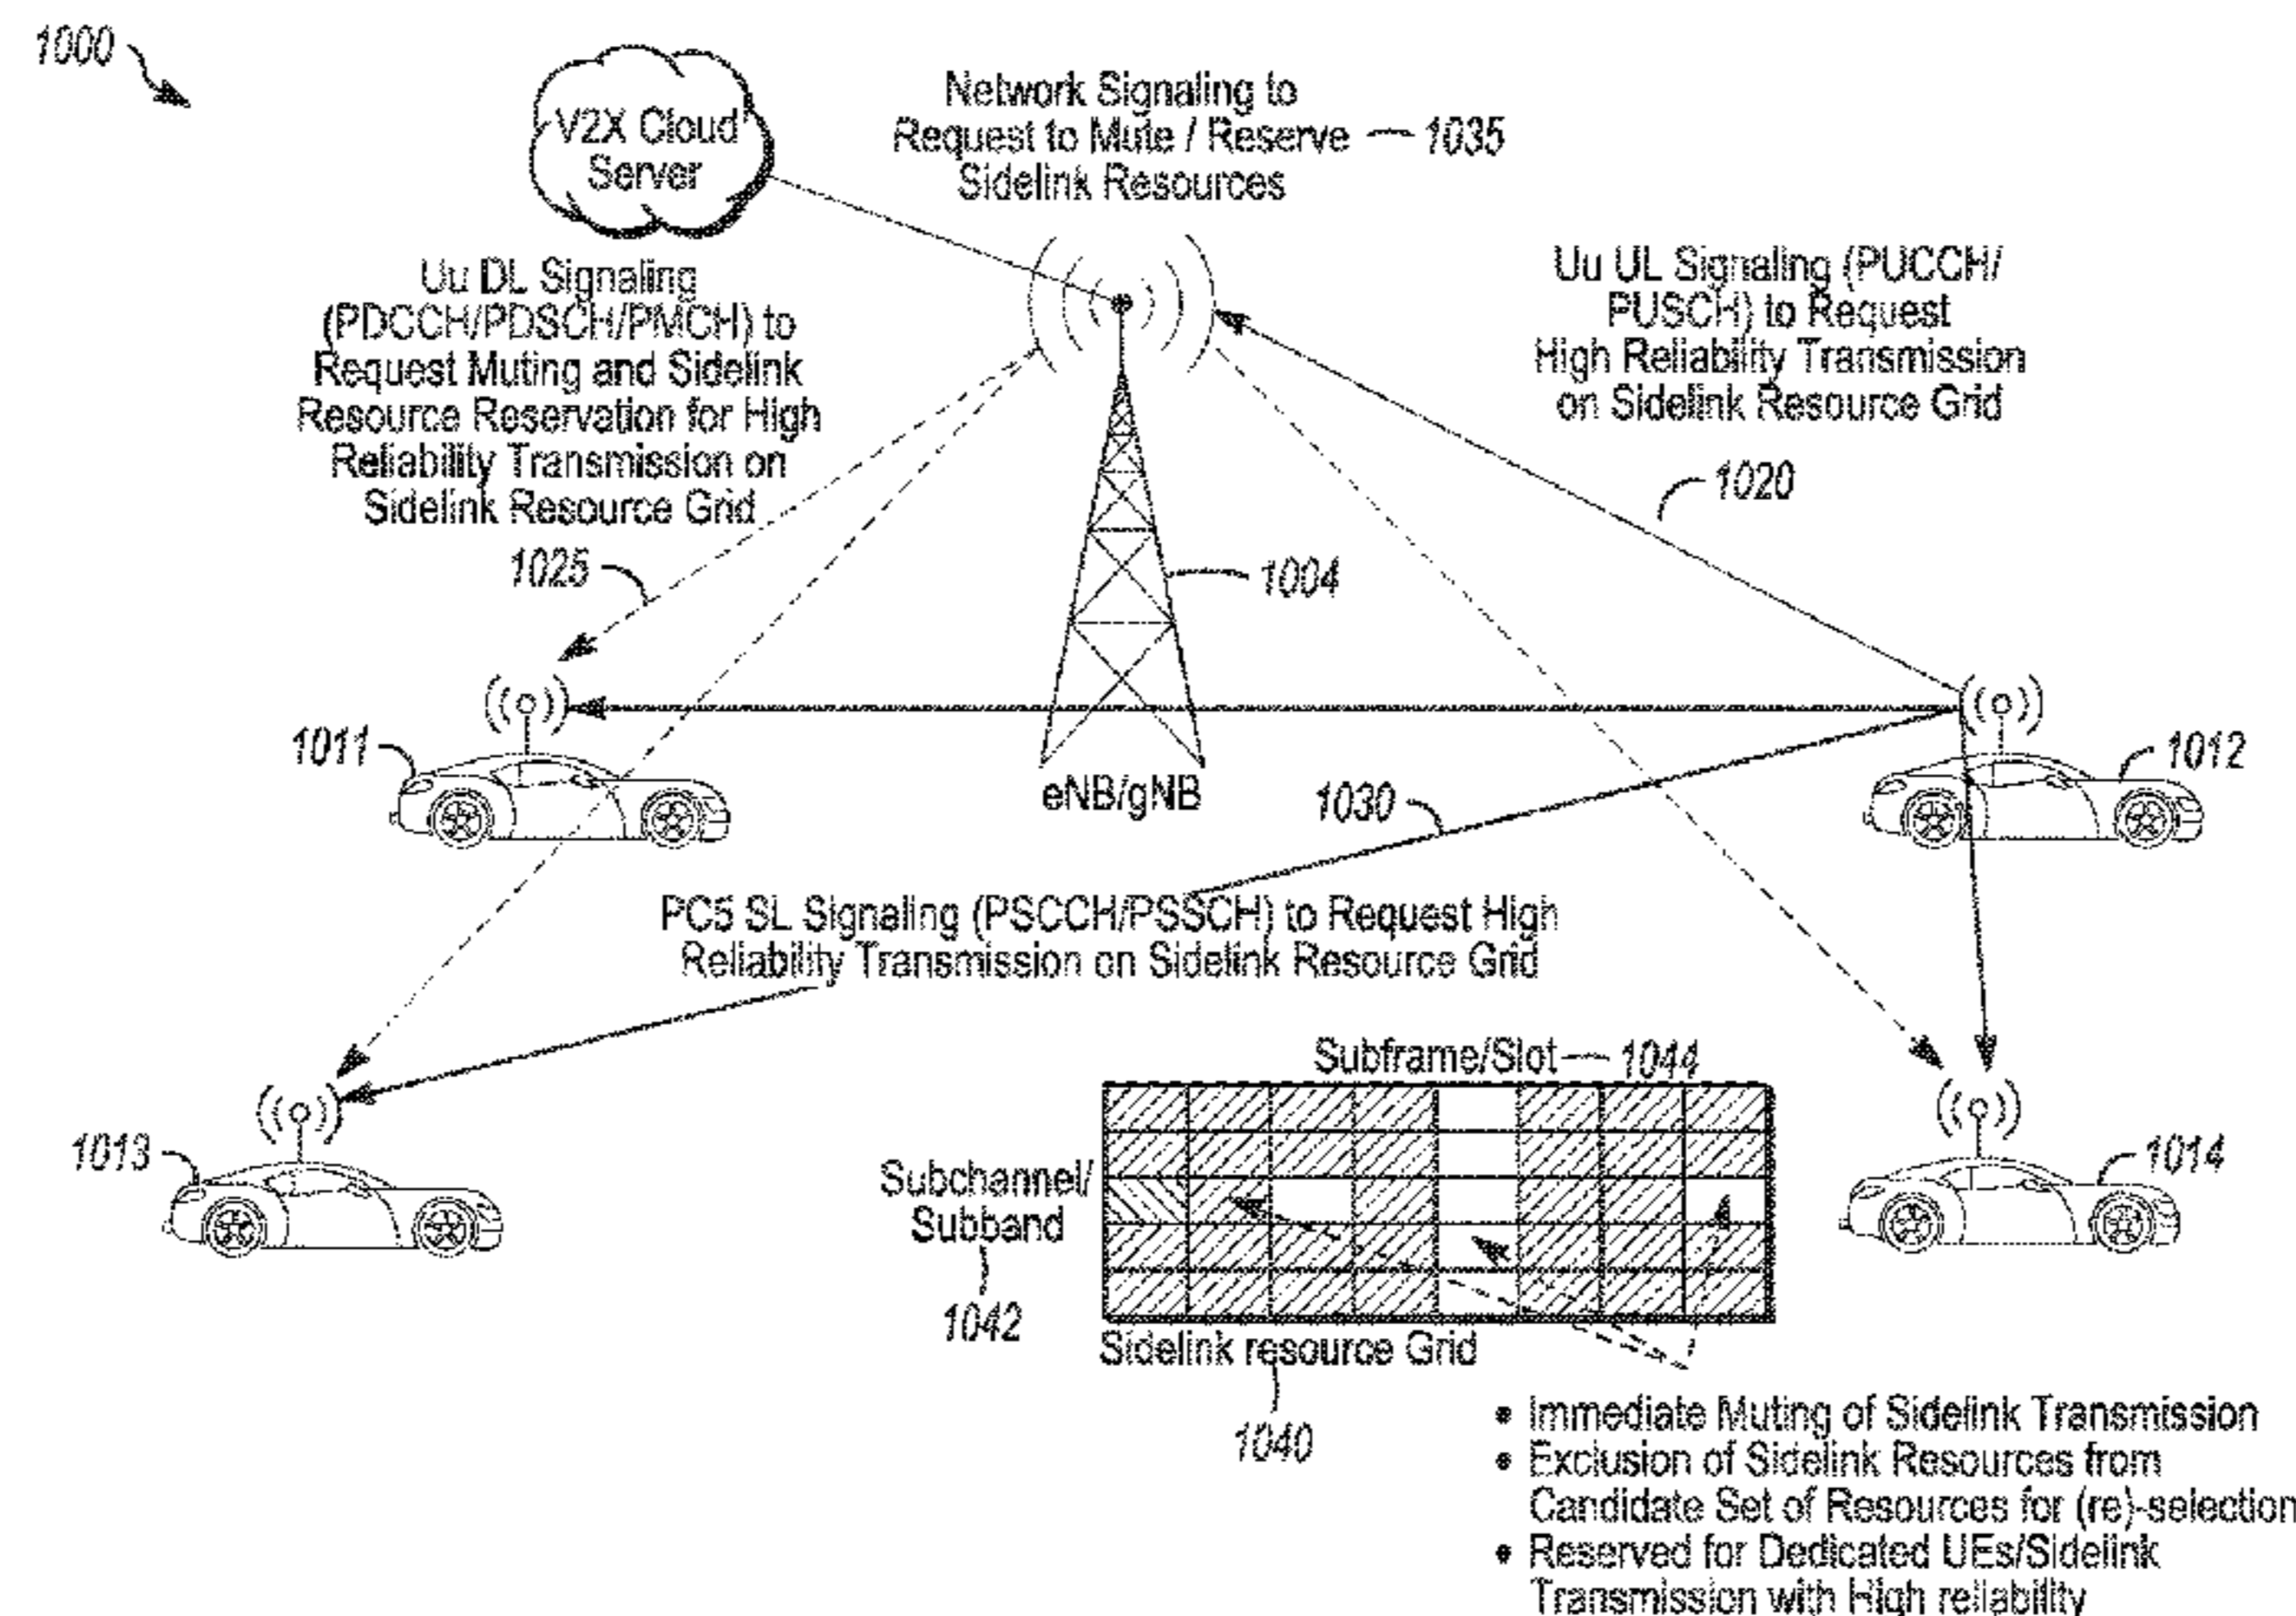 1000
V2X Cloud
Server
Network Signaling to
Request to Mute / Reserve
Sidelink Resources
1035
Uu DL Signaling
(PDCCH/PDSCH/PMCH) to
Request Muting and Sidelink
Resource Reservation for High
Reliability Transmission on
Sidelink Resource Grid
Uu UL Signaling (PUCCH/
PUSCH) to Request
High Reliability Transmission
on Sidelink Resource Grid
1020
1025
1004
1011
1012
eNB/gNB
1030
PC5 SL Signaling (PSCCH/PSSCH) to Request High
Reliability Transmission on Sidelink Resource Grid
Subframe/Slot
1044
1013
1014
Subchannel/
Subband
1042
Sidelink resource Grid
1040
• Immediate Muting of Sidelink Transmission
• Exclusion of Sidelink Resources from
Candidate Set of Resources for (re)-selection
• Reserved for Dedicated UEs/Sidelink
Transmission with High reliability